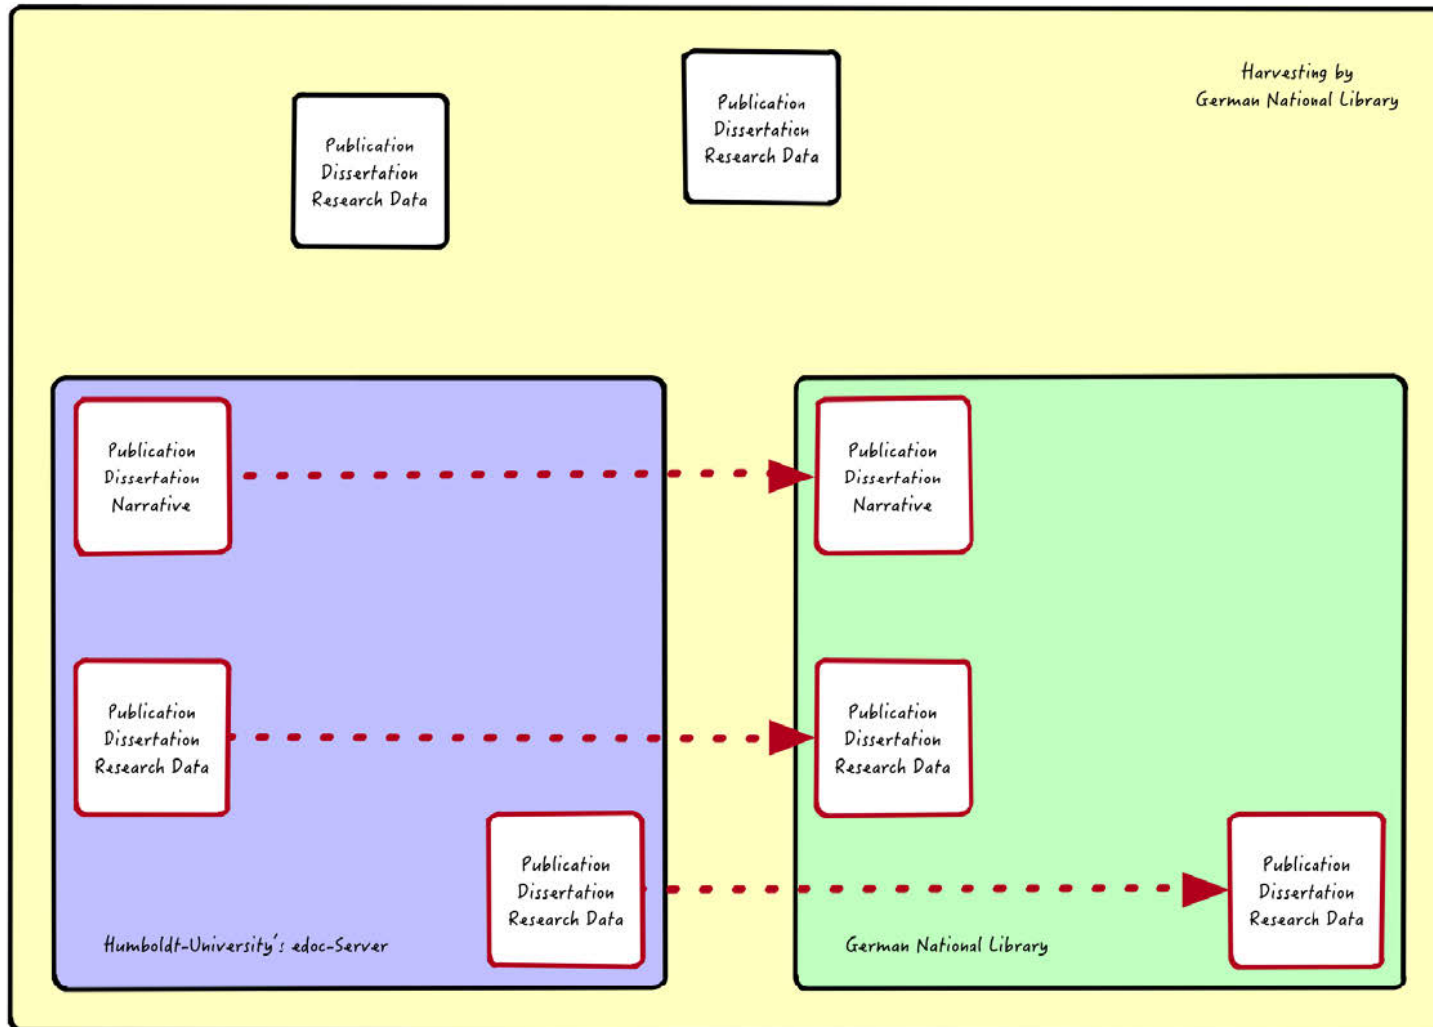 Harvesting by
German National Library
Publication
Dissertation
Research Data
Publication
Dissertation
Research Data
Publication
Dissertation
Narrative
Publication
Dissertation
Narrative
Publication
Dissertation
Research Data
Publication
Dissertation
Research Data
Publication
Dissertation
Research Data
Publication
Dissertation
Research Data
Humboldt-University's edoc-Server
German National Library